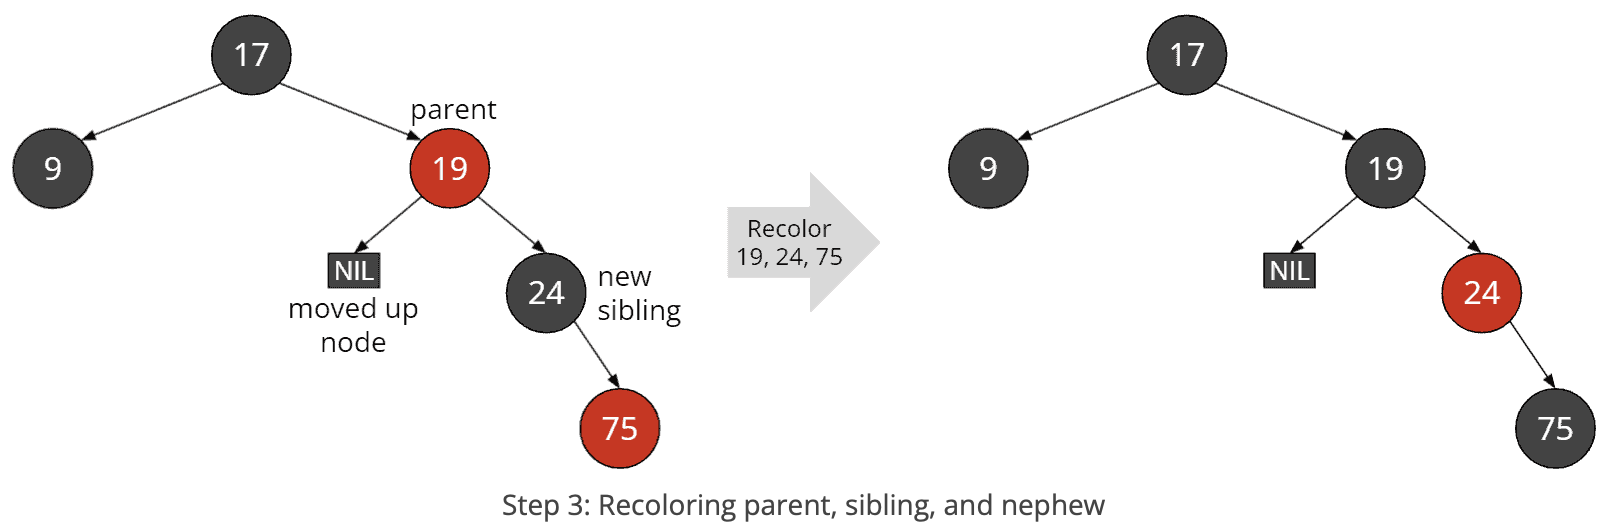 17
parent
9
19
NIL
moved up
node
24
new
sibling
75
Recolor
19, 24, 75
17
9
19
NIL
24
75
Step 3: Recoloring parent, sibling, and nephew